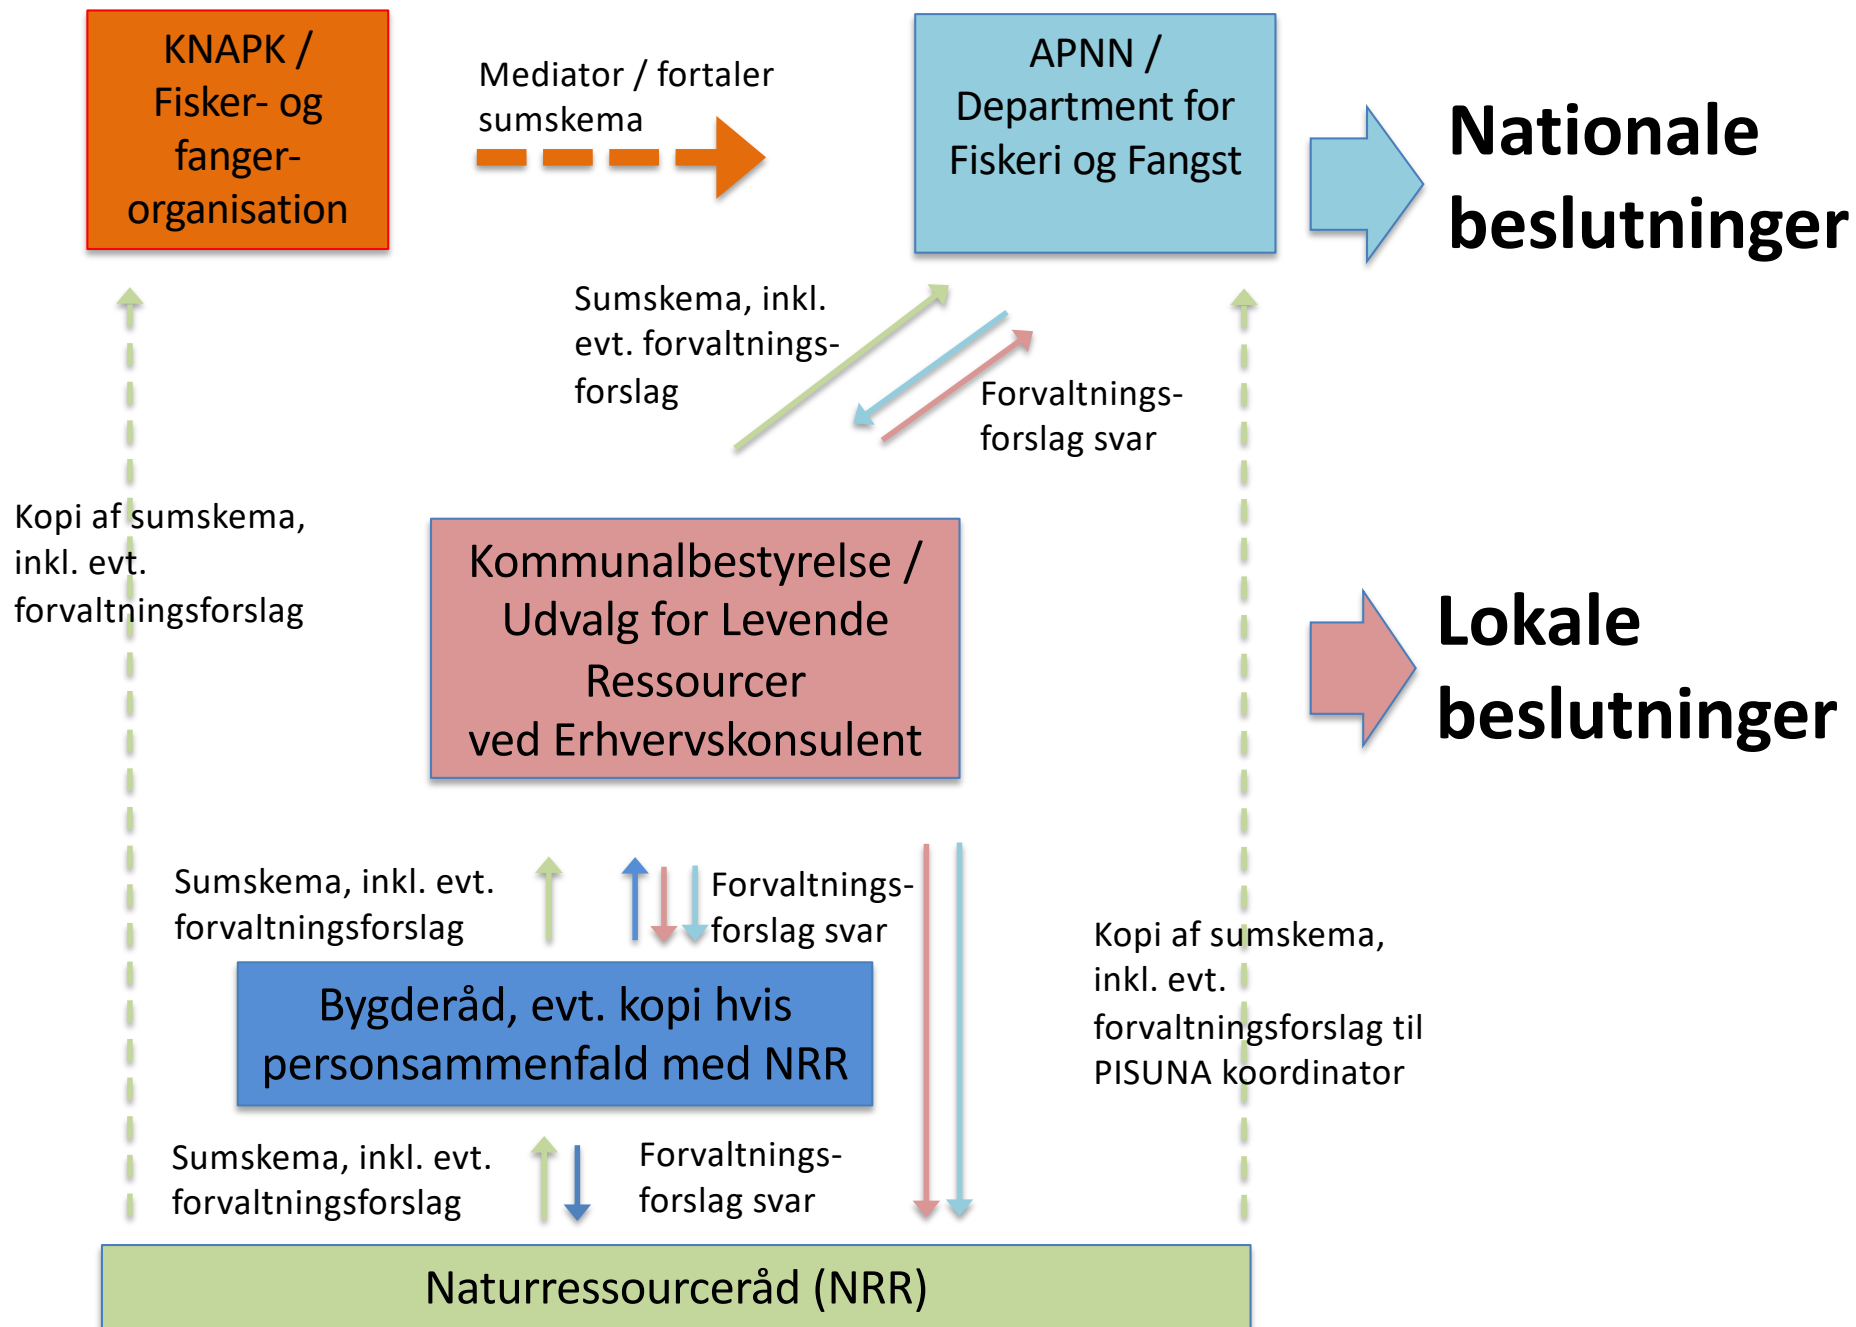 KNAPK /
Fisker- og
fanger-
organisation
Mediator / fortaler
sumskema
APNN /
Department for
Fiskeri og Fangst
Nationale
beslutninger
Sumskema, inkl.
evt. forvaltnings-
forslag
Forvaltnings-
forslag svar
Kopi af sumskema,
inkl. evt.
forvaltningsforslag
Kommunalbestyrelse /
Udvalg for Levende
Ressourcer
ved Erhvervskonsulent
Lokale
beslutninger
Sumskema, inkl. evt.
forvaltningsforslag
Forvaltnings-
forslag svar
Kopi af sumskema,
inkl. evt.
forvaltningsforslag til
PISUNA koordinator
Bygderåd, evt. kopi hvis
personsammenfald med NRR
Sumskema, inkl. evt.
forvaltningsforslag
Forvaltnings-
forslag svar
Naturressourceråd (NRR)